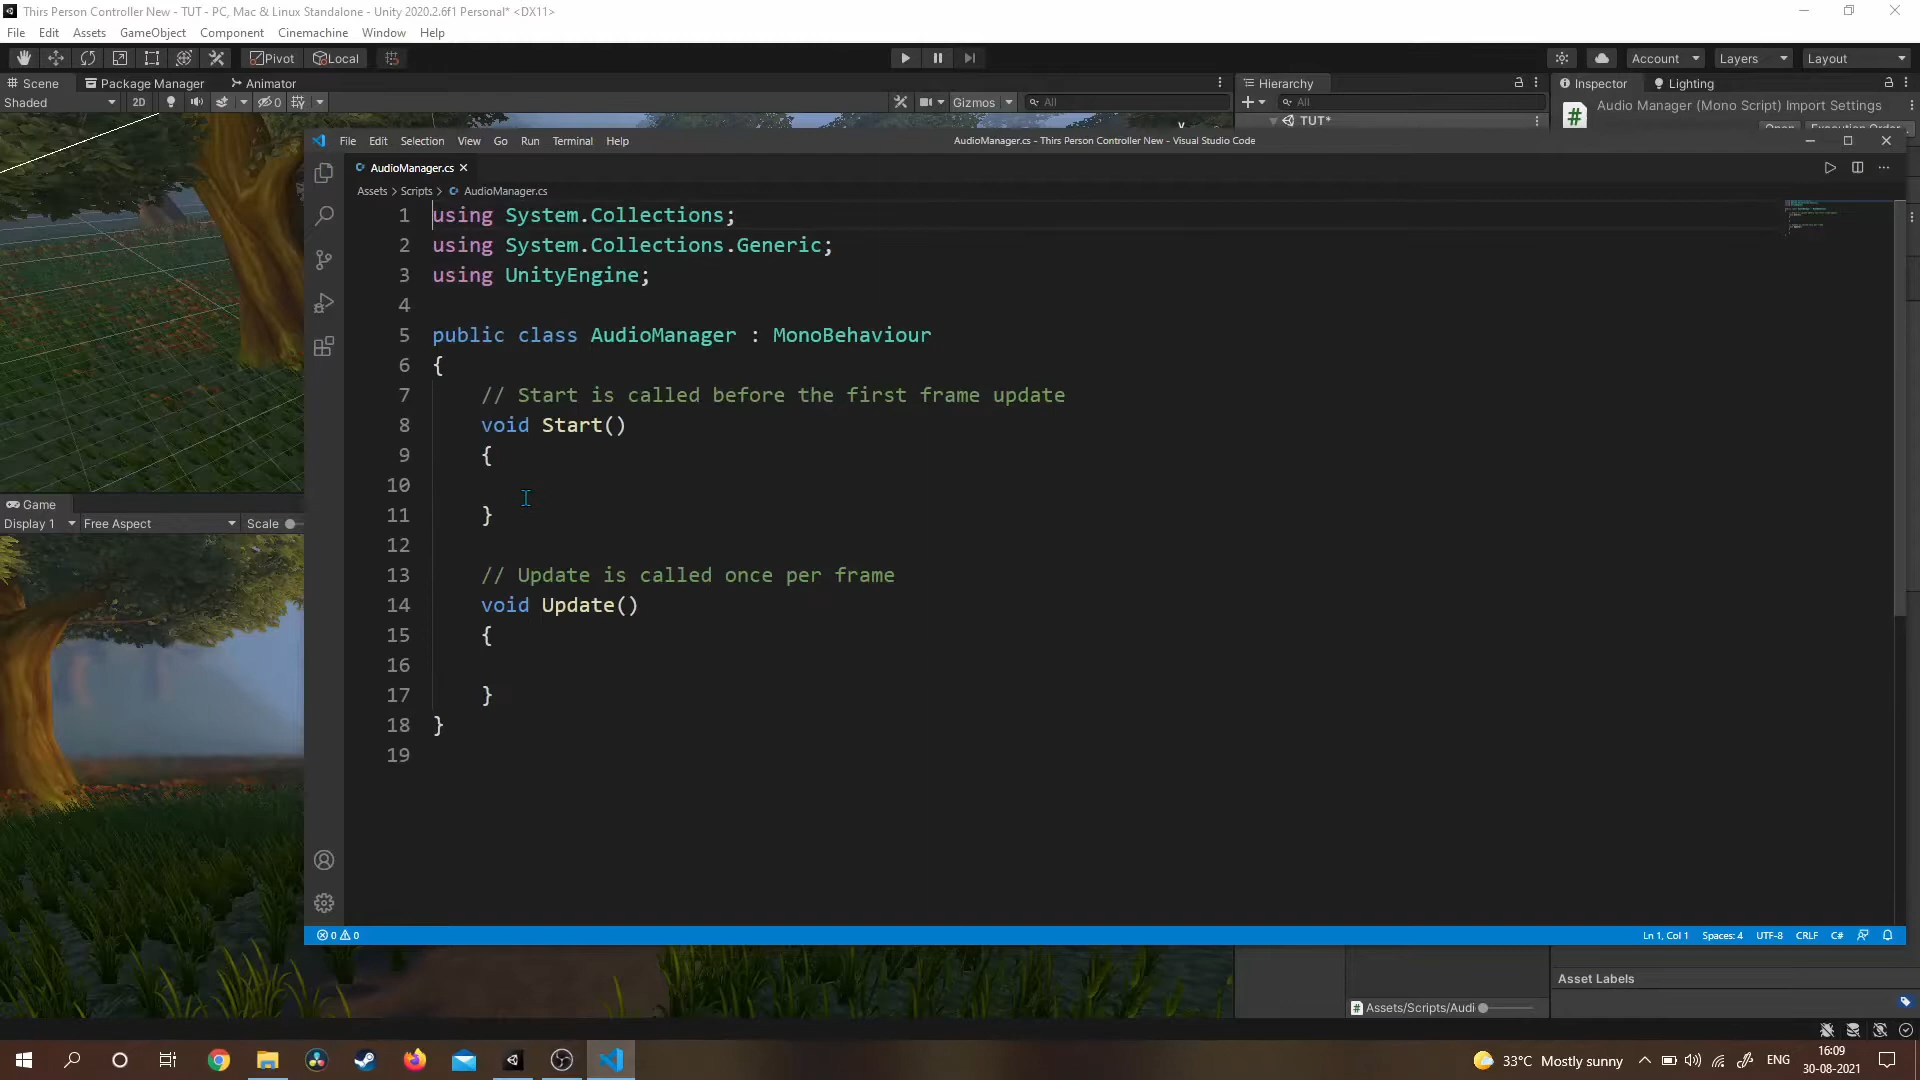 Thirs Person Controller New - TUT - PC, Mac & Linux Standalone - Unity 2020.2.6f1 Personal* <DX11>
File Edit Assets GameObject Component Cinemachine Window Help
Pivot Local Account Layers Layout
Scene Package Manager Animator Hierarchy Inspector Lighting
Shaded 2D 0 Gizmos All All Audio Manager (Mono Script) Import Settings
TUT*
Open Execution Order...
File Edit Selection View Go Run Terminal Help AudioManager.cs - Thirs Person Controller New - Visual Studio Code
AudioManager.cs
Assets > Scripts > AudioManager.cs
1 using System.Collections;
2 using System.Collections.Generic;
3 using UnityEngine;
4
5 public class AudioManager : MonoBehaviour
6 {
7 // Start is called before the first frame update
8 void Start()
9 {
10
11 }
12
13 // Update is called once per frame
14 void Update()
15 {
16
17 }
18 }
19
Game
Display 1 Free Aspect Scale
0 0 Ln 1, Col 1 Spaces: 4 UTF-8 CRLF C#
Asset Labels
Assets/Scripts/Audi
33°C Mostly sunny ENG 16:09
30-08-2021